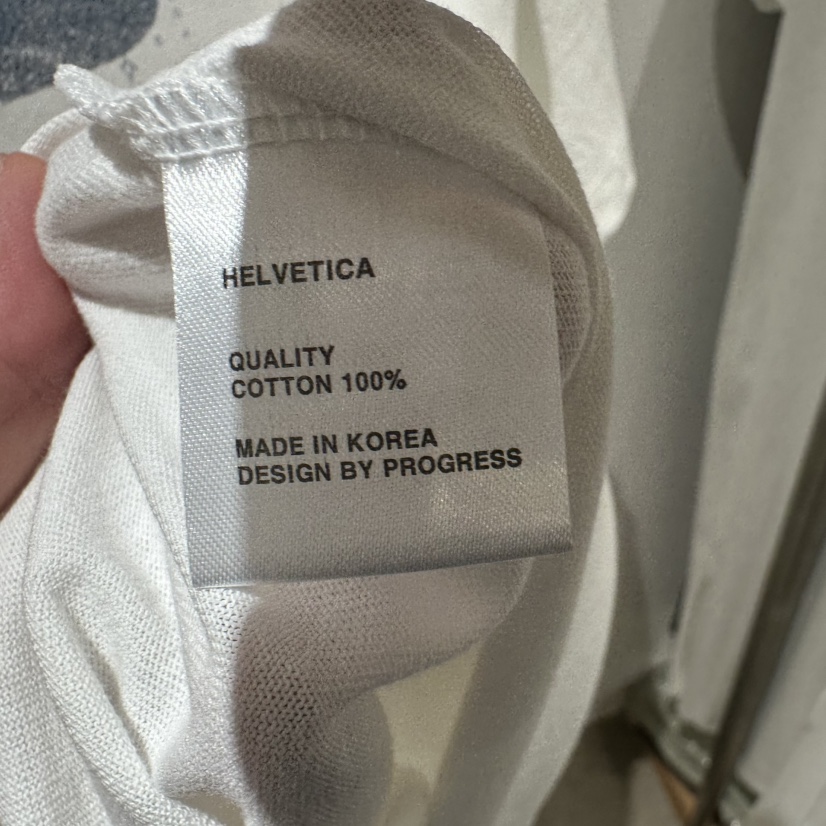 HELVETICA
QUALITY
COTTON 100%
MADE IN KOREA
DESIGN BY PROGRESS